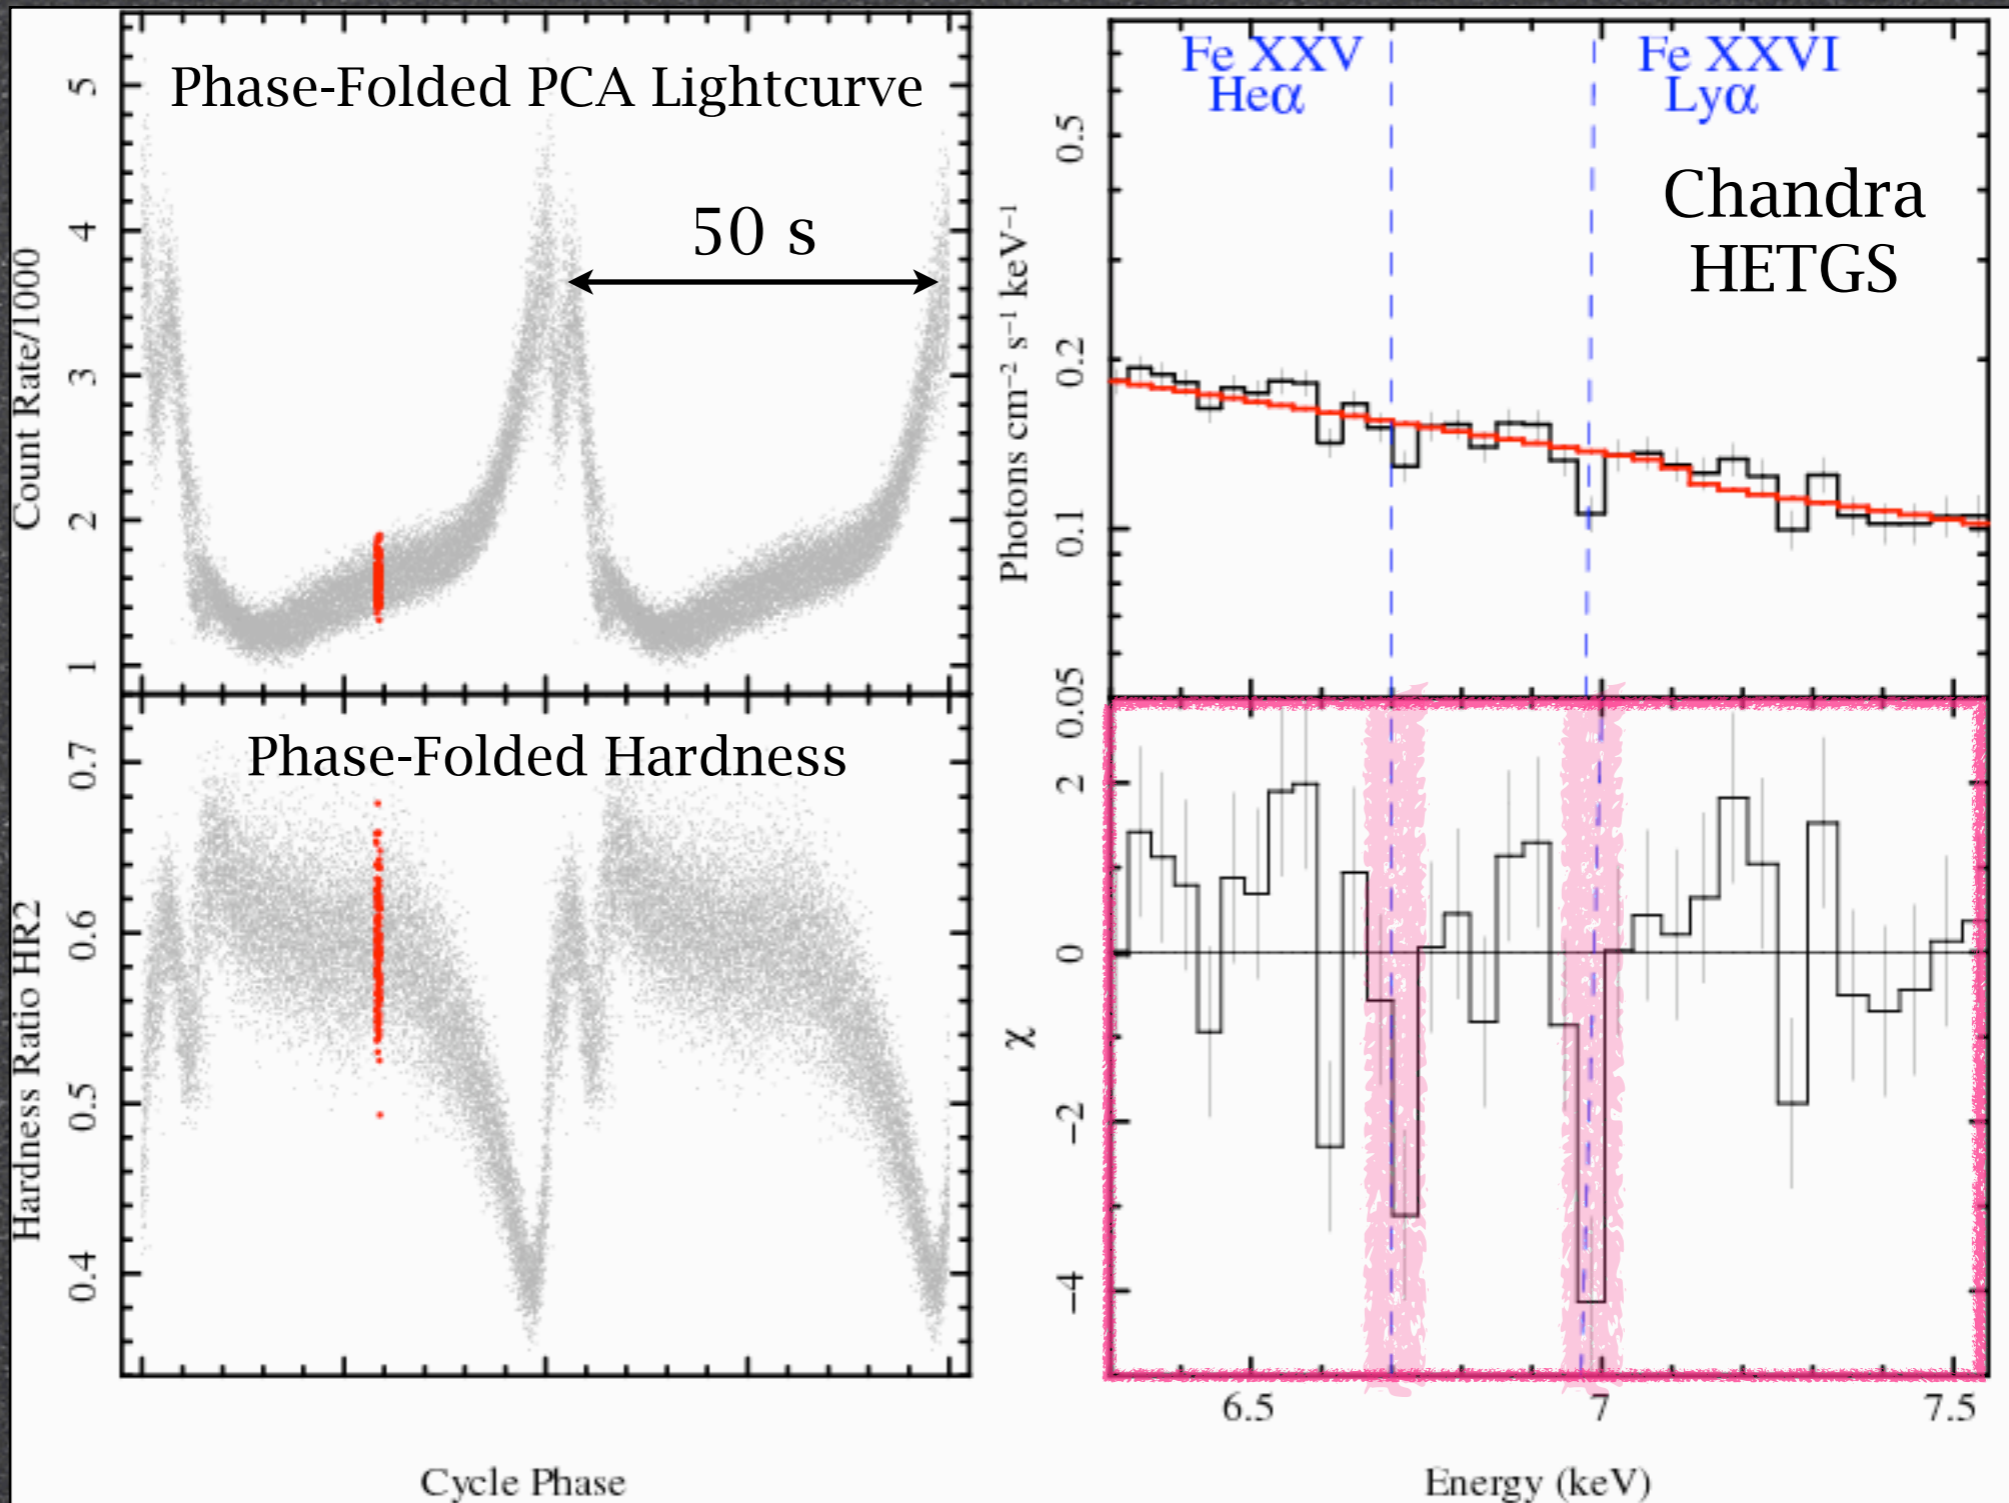 Phase-Folded PCA Lightcurve
50 s
Count Rate/1000
5
4
3
2
1
Phase-Folded Hardness
Hardness Ratio HR2
0.7
0.6
0.5
0.4
Cycle Phase
Fe XXV
Heα
Fe XXVI
Lyα
Chandra
HETGS
Photons cm⁻² s⁻¹ keV⁻¹
0.5
0.2
0.1
0.05
χ
2
0
−2
−4
6.5 7 7.5
Energy (keV)